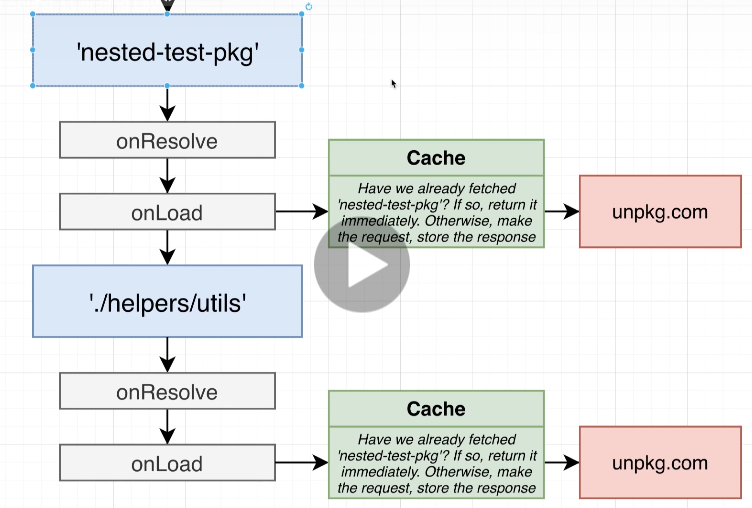 'nested-test-pkg'
onResolve
onLoad
Cache
Have we already fetched
'nested-test-pkg'? If so, return it
immediately. Otherwise, make
the request, store the response
unpkg.com
'./helpers/utils'
onResolve
onLoad
Cache
Have we already fetched
'nested-test-pkg'? If so, return it
immediately. Otherwise, make
the request, store the response
unpkg.com